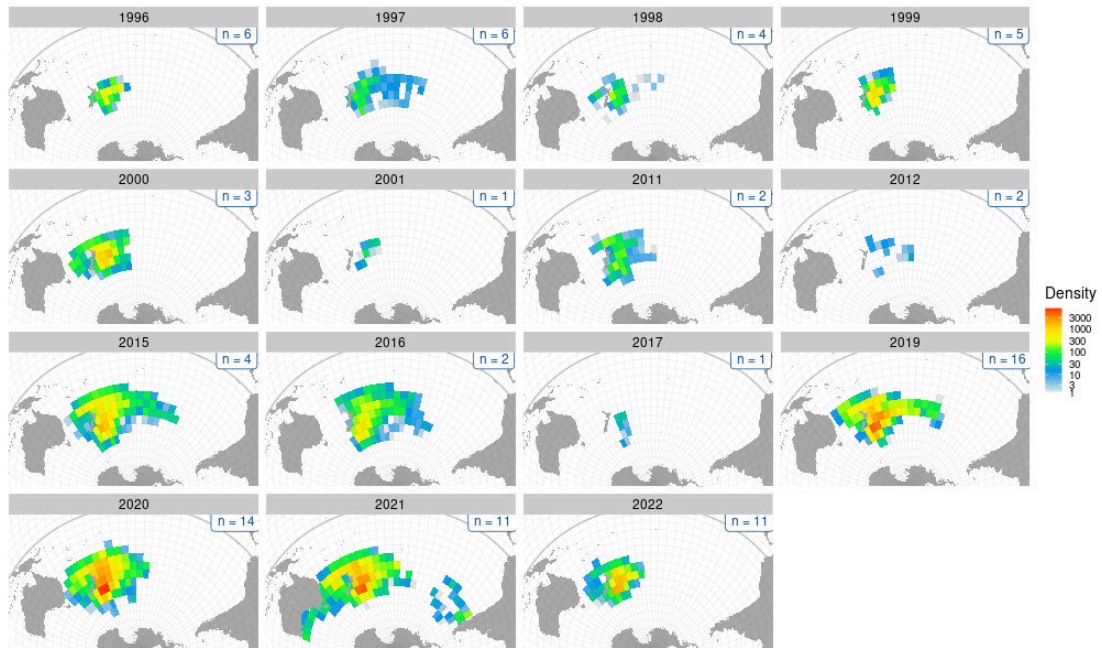 1996 1997 1998 1999
n = 6 n = 6 n = 4 n = 5
2000 2001 2011 2012
n = 3 n = 1 n = 2 n = 2
2015 2016 2017 2019
n = 4 n = 2 n = 1 n = 16
2020 2021 2022
n = 14 n = 11 n = 11
Density
3000
1000
300
100
30
10
3
1